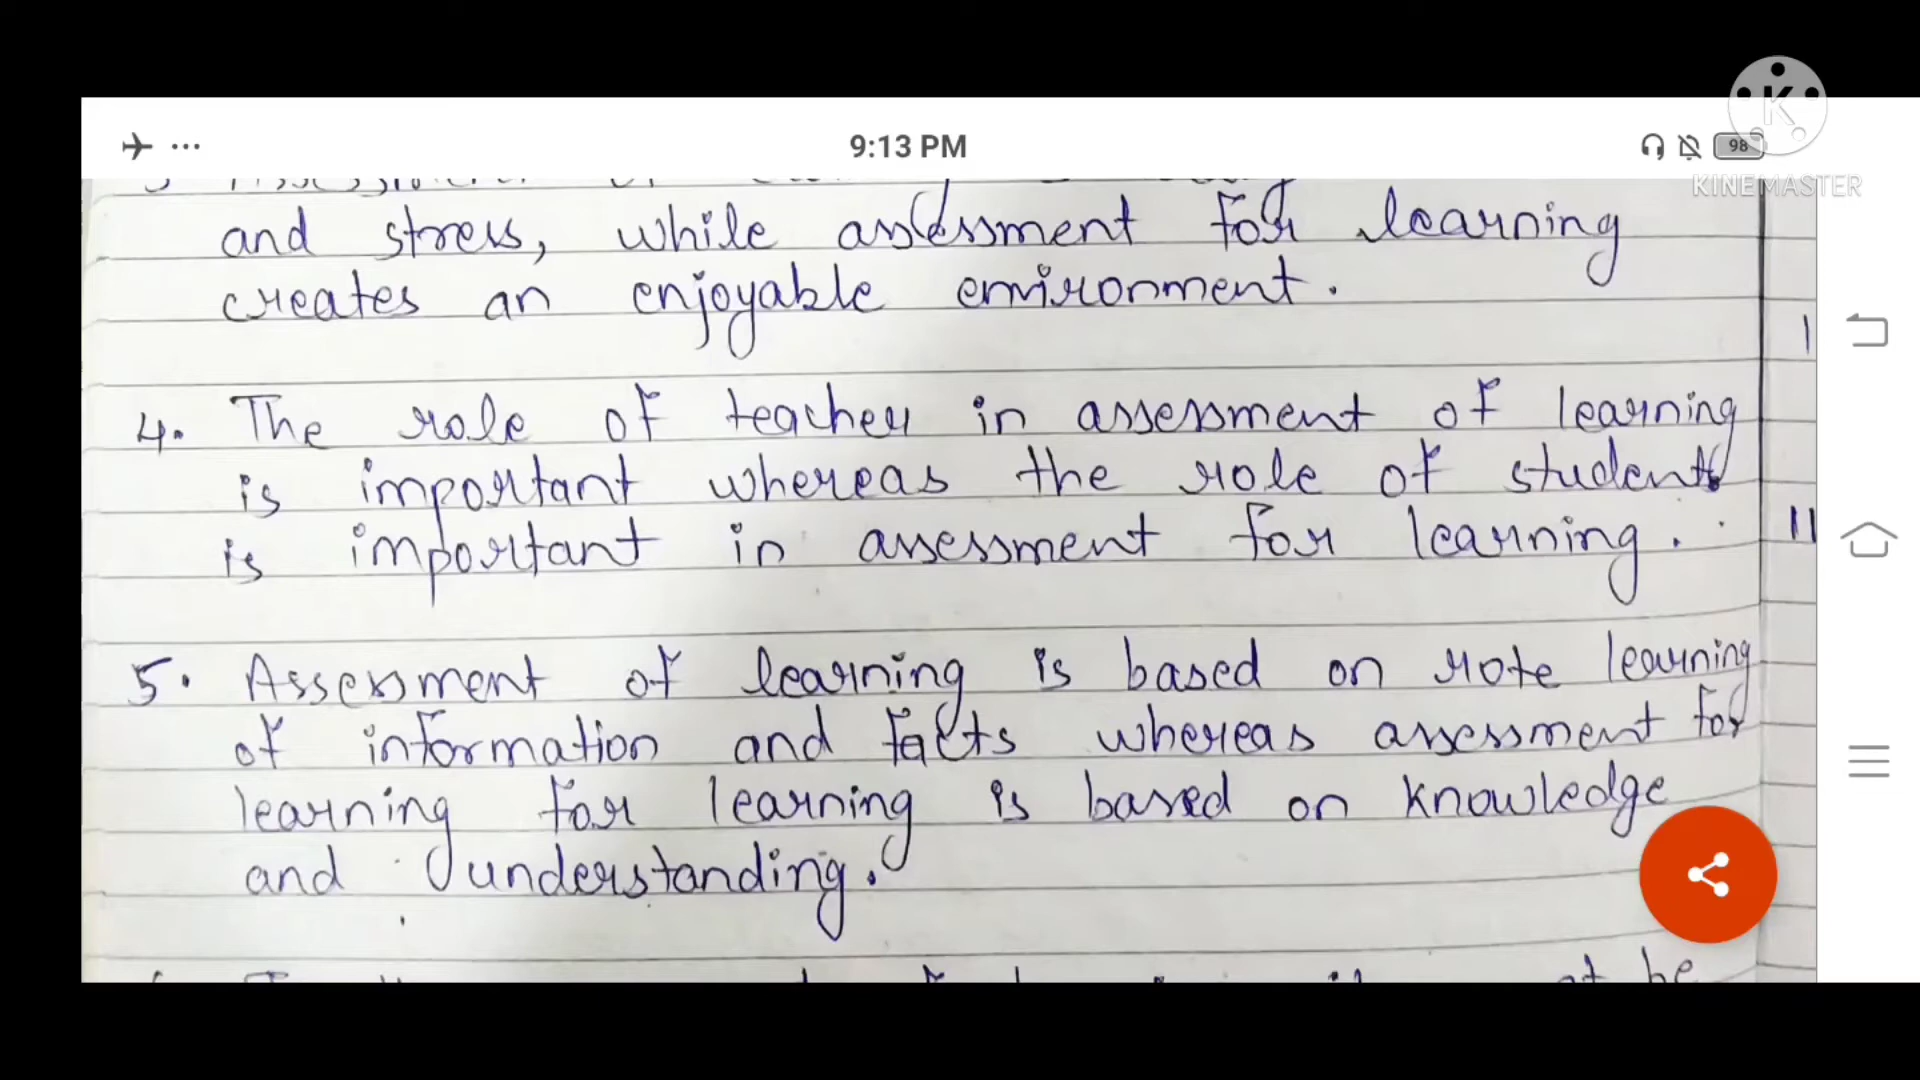 9:13 PM
98
KINEMASTER
and stress, while assessment for learning
creates an enjoyable environment.
4. The role of teacher in assessment of learning
is important whereas the role of students
is important in assessment for learning.
5. Assessment of learning is based on rote learning
of information and facts whereas assessment for
learning for learning is based on knowledge
and understanding.